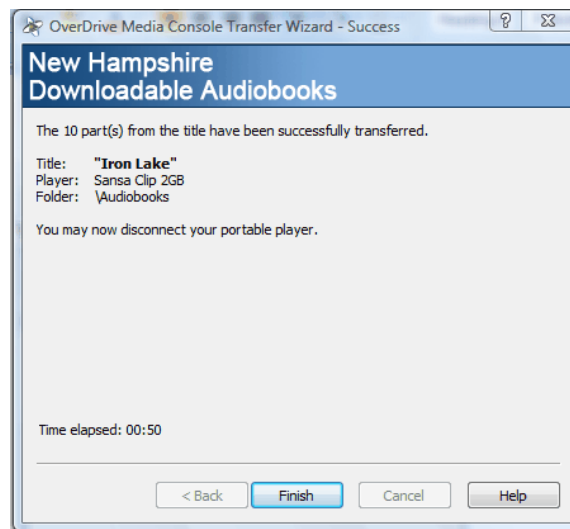 OverDrive Media Console Transfer Wizard - Success
New Hampshire
Downloadable Audiobooks
The 10 part(s) from the title have been successfully transferred.
Title: "Iron Lake"
Player: Sansa Clip 2GB
Folder: \Audiobooks
You may now disconnect your portable player.
Time elapsed: 00:50
< Back Finish Cancel Help